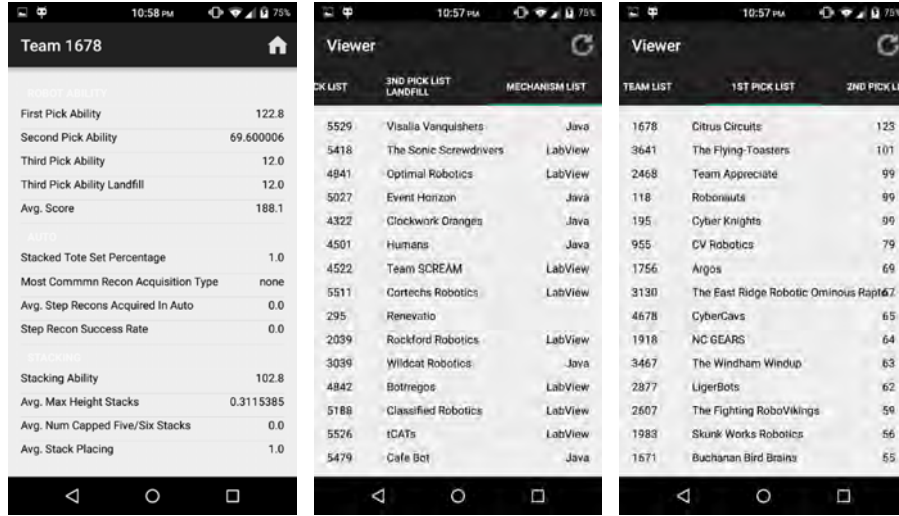 10:58 PM 75%
Team 1678
ROBOT ABILITY
First Pick Ability 122.8
Second Pick Ability 69.600006
Third Pick Ability 12.0
Third Pick Ability Landfill 12.0
Avg. Score 188.1
AUTO
Stacked Tote Set Percentage 1.0
Most Commmn Recon Acquisition Type none
Avg. Step Recons Acquired In Auto 0.0
Step Recon Success Rate 0.0
STACKING
Stacking Ability 102.8
Avg. Max Height Stacks 0.3115385
Avg. Num Capped Five/Six Stacks 0.0
Avg. Stack Placing 1.0
10:57 PM 75%
Viewer
CK LIST 3ND PICK LIST MECHANISM LIST
LANDFILL
5529 Visalia Vanquishers Java
5418 The Sonic Screwdrivers LabView
4841 Optimal Robotics LabView
5027 Event Horizon Java
4322 Clockwork Oranges Java
4501 Humans Java
4522 Team SCREAM LabView
5511 Cortechs Robotics LabView
295 Renevatio
2039 Rockford Robotics LabView
3039 Wildcat Robotics Java
4842 Botregos LabView
5188 Classified Robotics LabView
5526 tCATs LabView
5479 Cafe Bot Java
10:57 PM 75%
Viewer
TEAM LIST 1ST PICK LIST 2ND PICK LI
1678 Citrus Circuits 123
3641 The Flying-Toasters 101
2468 Team Appreciate 99
118 Robonauts 99
195 Cyber Knights 99
955 CV Robotics 79
1756 Argos 69
3130 The East Ridge Robotic Ominous Rapt 67
4678 CyberCavs 65
1918 NC GEARS 64
3467 The Windham Windup 63
2877 LigerBots 62
2607 The Fighting RoboVikings 59
1983 Skunk Works Robotics 56
1671 Buchanan Bird Brains 55